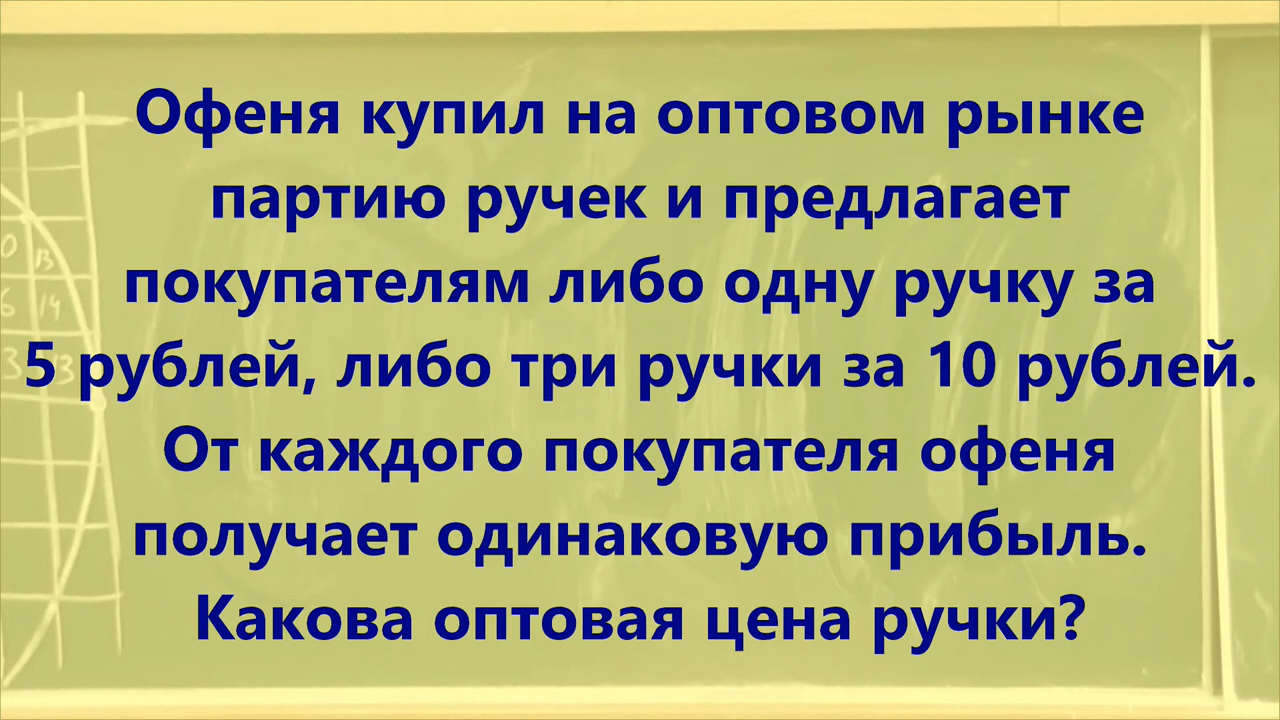 Офеня купил на оптовом рынке
партию ручек и предлагает
покупателям либо одну ручку за
5 рублей, либо три ручки за 10 рублей.
От каждого покупателя офеня
получает одинаковую прибыль.
Какова оптовая цена ручки?